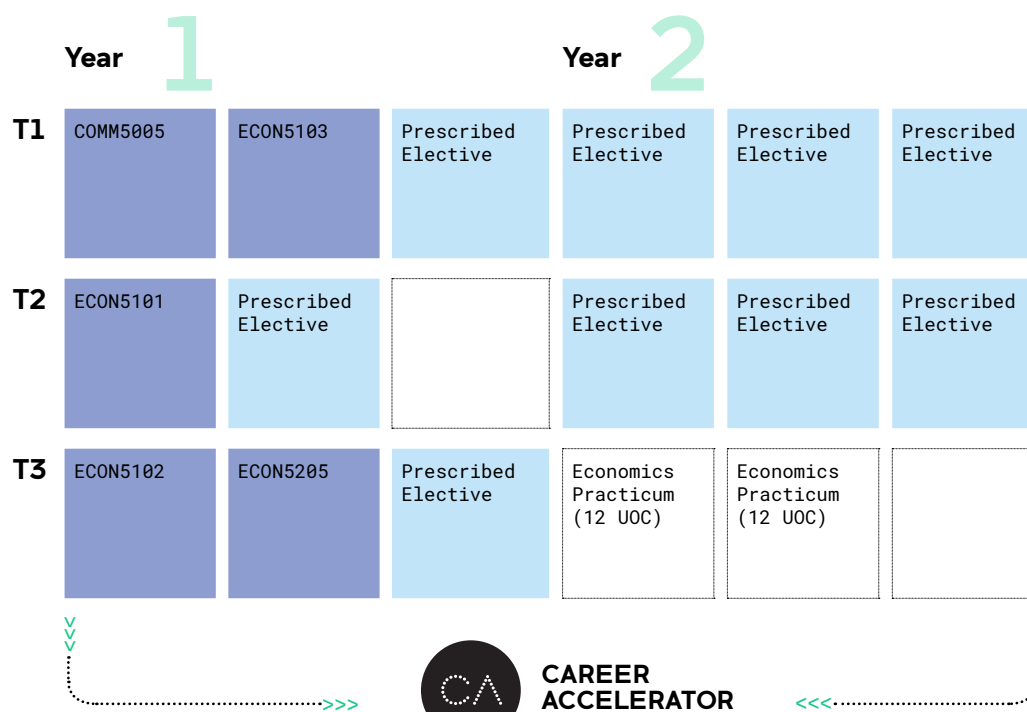 Year 1
Year 2
T1
COMM5005
ECON5103
Prescribed
Elective
Prescribed
Elective
Prescribed
Elective
Prescribed
Elective
T2
ECON5101
Prescribed
Elective
Prescribed
Elective
Prescribed
Elective
Prescribed
Elective
T3
ECON5102
ECON5205
Prescribed
Elective
Economics
Practicum
(12 UOC)
Economics
Practicum
(12 UOC)
>>>
>>>
CA
CAREER
ACCELERATOR
<<<